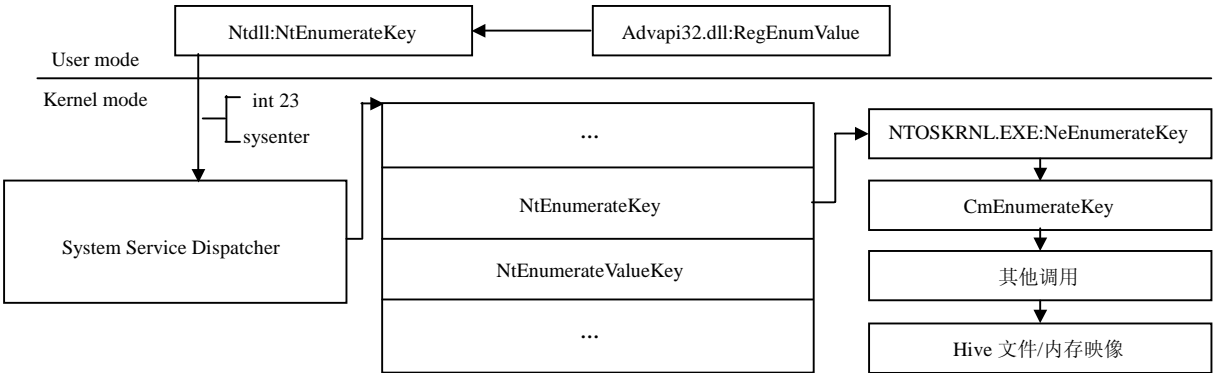 Ntdll:NtEnumerateKey
Advapi32.dll:RegEnumValue
User mode
Kernel mode
int 23
sysenter
System Service Dispatcher
...
NtEnumerateKey
NtEnumerateValueKey
...
NTOSKRNL.EXE:NeEnumerateKey
CmEnumerateKey
其他调用
Hive 文件/内存映像